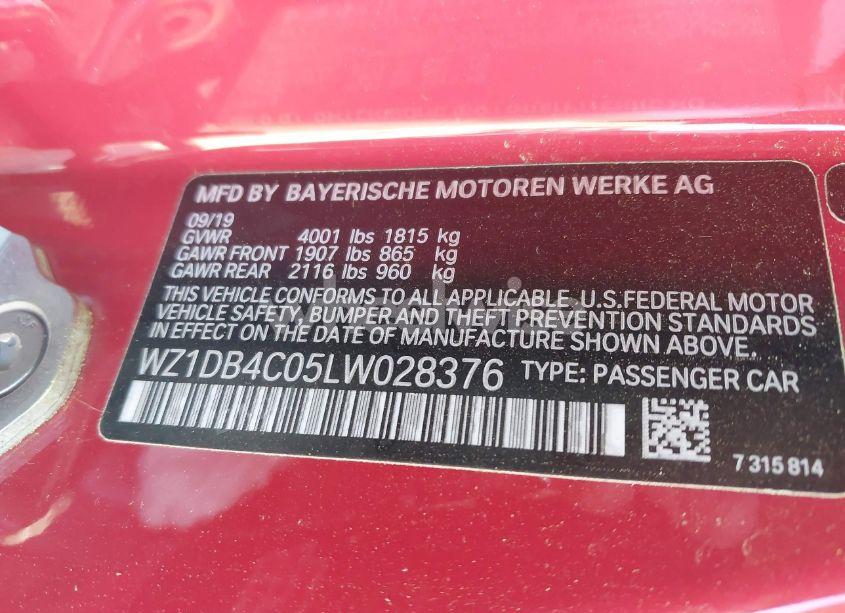 MFD BY BAYERISCHE MOTOREN WERKE AG
09/19
GVWR 4001 lbs 1815 kg
GAWR FRONT 1907 lbs 865 kg
GAWR REAR 2116 lbs 960 kg
THIS VEHICLE CONFORMS TO ALL APPLICABLE U.S.FEDERAL MOTOR
VEHICLE SAFETY, BUMPER AND THEFT PREVENTION STANDARDS
IN EFFECT ON THE DATE OF MANUFACTURE SHOWN ABOVE.
WZ1DB4C05LW028376 TYPE: PASSENGER CAR
7 315 814